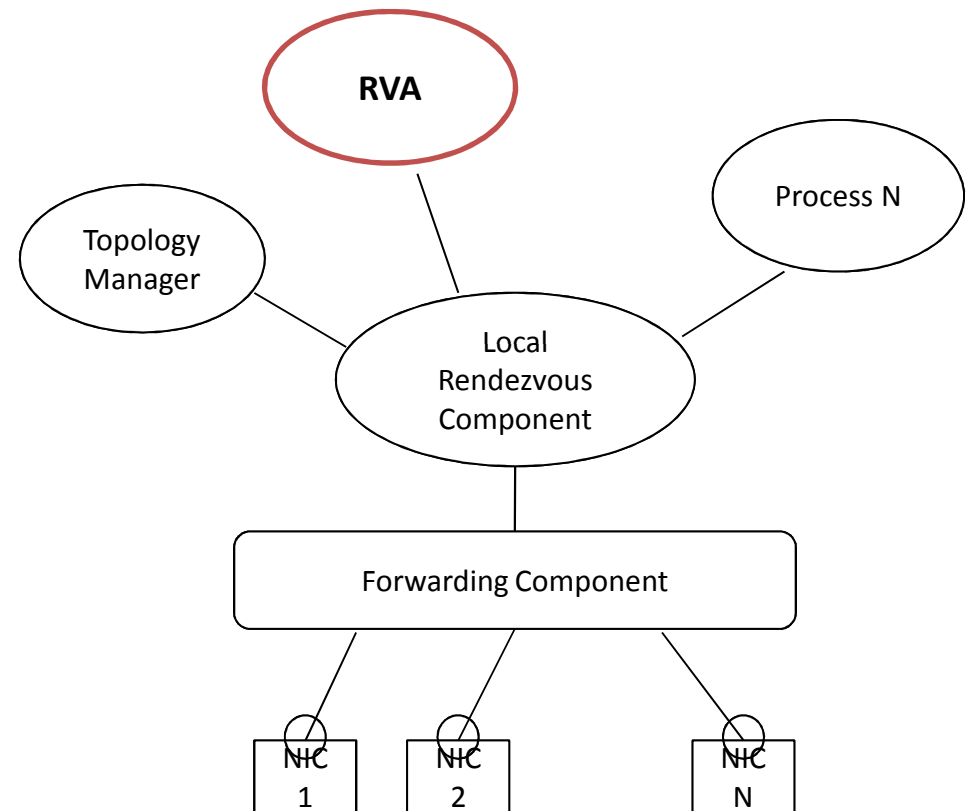 RVA
Process N
Topology
Manager
Local
Rendezvous
Component
Forwarding Component
NIC
1
NIC
2
NIC
N